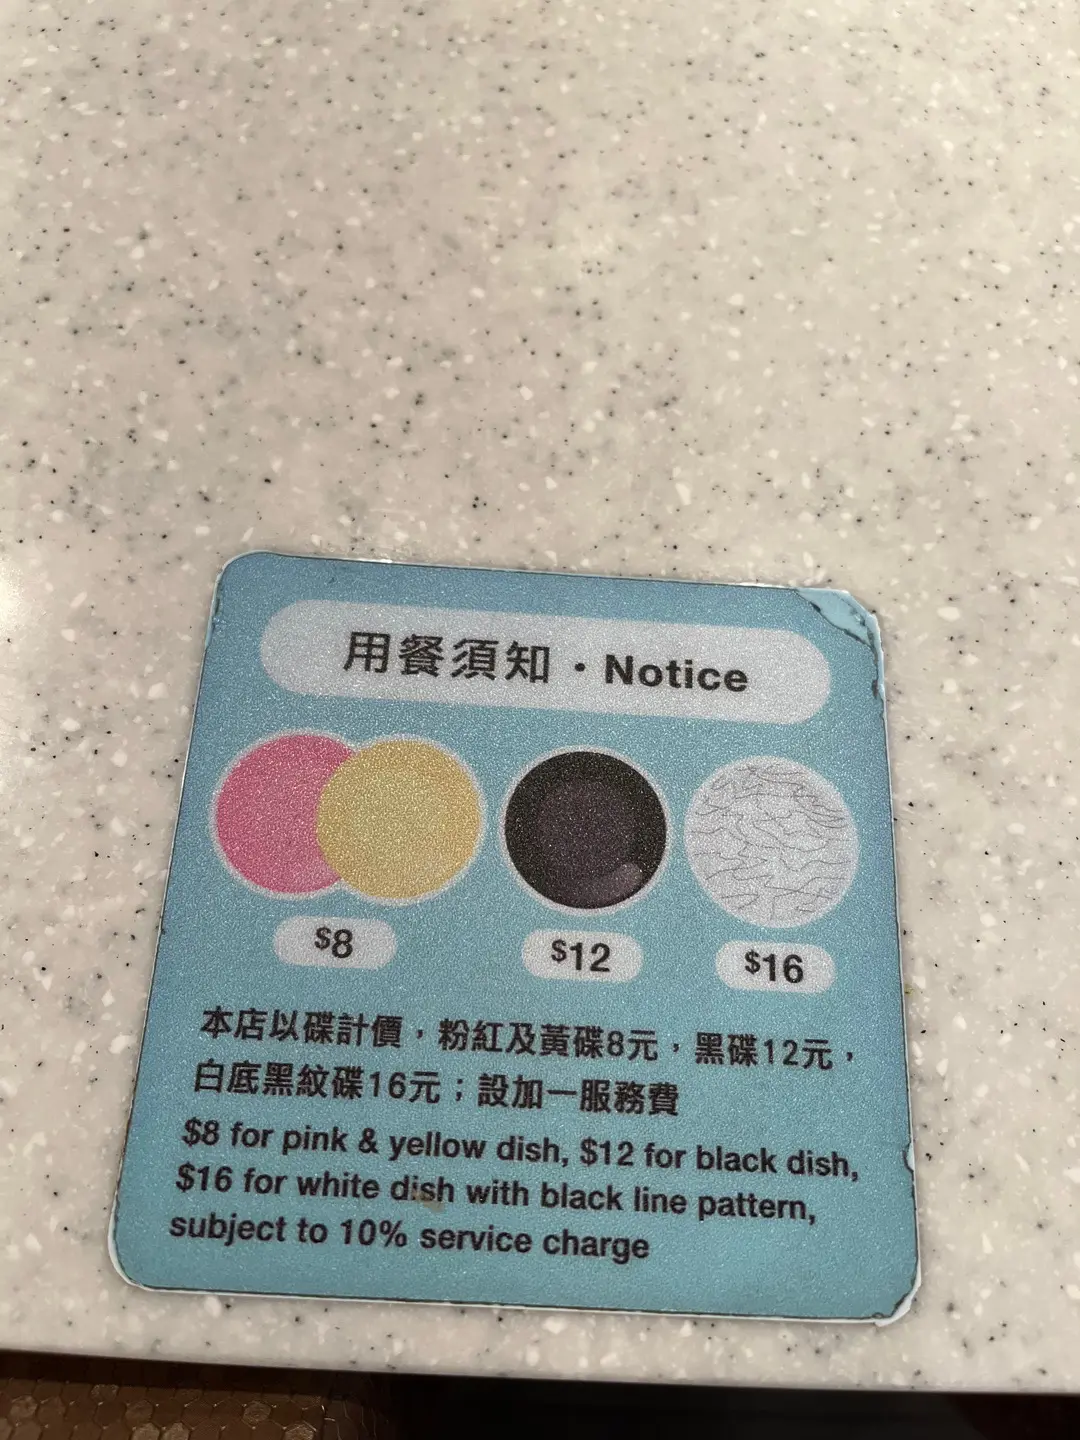 用餐須知・Notice
$8
$12
$16
本店以碟計價，粉紅及黃碟8元，黑碟12元，
白底黑紋碟16元；設加一服務費
$8 for pink & yellow dish, $12 for black dish,
$16 for white dish with black line pattern,
subject to 10% service charge